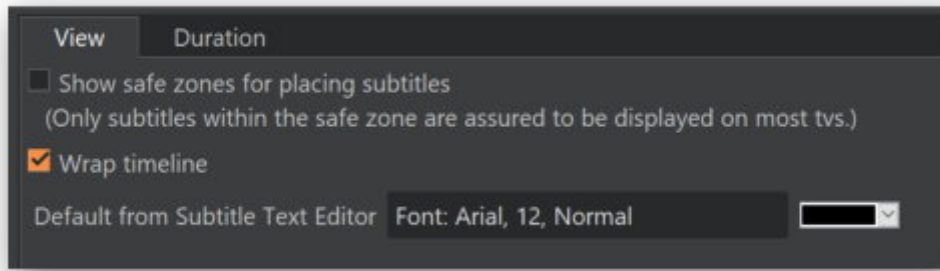 View Duration
Show safe zones for placing subtitles
(Only subtitles within the safe zone are assured to be displayed on most tvs.)
Wrap timeline
Default from Subtitle Text Editor Font: Arial, 12, Normal